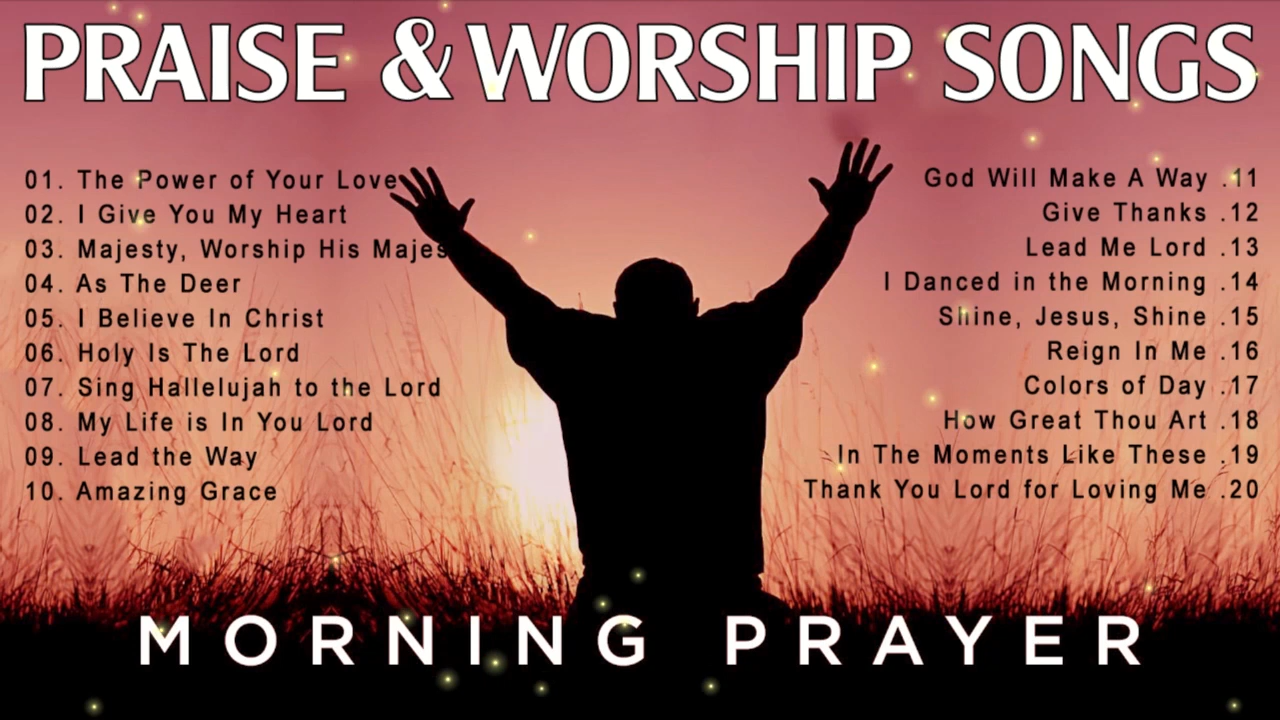 PRAISE & WORSHIP SONGS
01. The Power of Your Love
02. I Give You My Heart
03. Majesty, Worship His Majes
04. As The Deer
05. I Believe In Christ
06. Holy Is The Lord
07. Sing Hallelujah to the Lord
08. My Life is In You Lord
09. Lead the Way
10. Amazing Grace
God Will Make A Way .11
Give Thanks .12
Lead Me Lord .13
I Danced in the Morning .14
Shine, Jesus, Shine .15
Reign In Me .16
Colors of Day .17
How Great Thou Art .18
In The Moments Like These .19
Thank You Lord for Loving Me .20
MORNING PRAYER